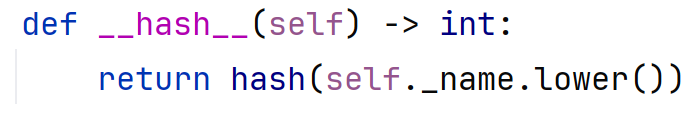 def __hash__(self) -> int:
    return hash(self._name.lower())